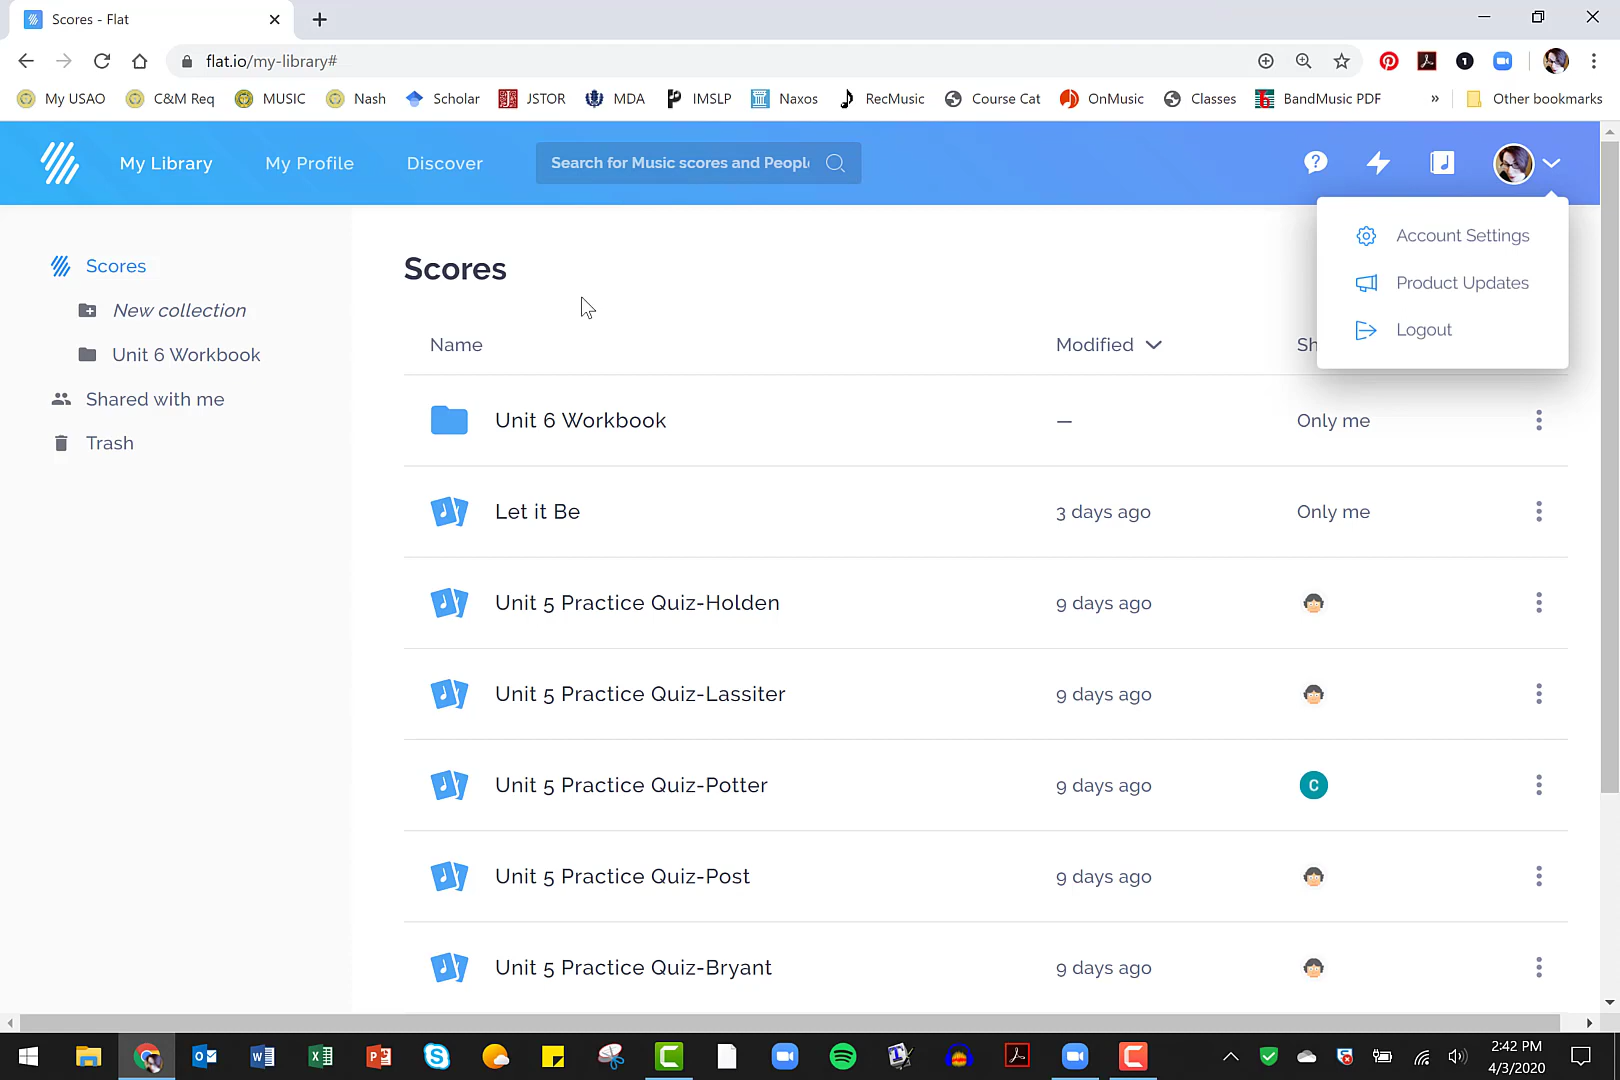 Scores - Flat
flat.io/my-library#
My USAO C&M Req MUSIC Nash Scholar JSTOR MDA IMSLP Naxos RecMusic Course Cat OnMusic Classes BandMusic PDF » Other bookmarks
My Library My Profile Discover Search for Music scores and Peopl
Account Settings
Product Updates
Logout
Scores
New collection
Unit 6 Workbook
Shared with me
Trash
Scores
Name Modified Sh
Unit 6 Workbook — Only me
Let it Be 3 days ago Only me
Unit 5 Practice Quiz-Holden 9 days ago
Unit 5 Practice Quiz-Lassiter 9 days ago
Unit 5 Practice Quiz-Potter 9 days ago C
Unit 5 Practice Quiz-Post 9 days ago
Unit 5 Practice Quiz-Bryant 9 days ago
2:42 PM
4/3/2020